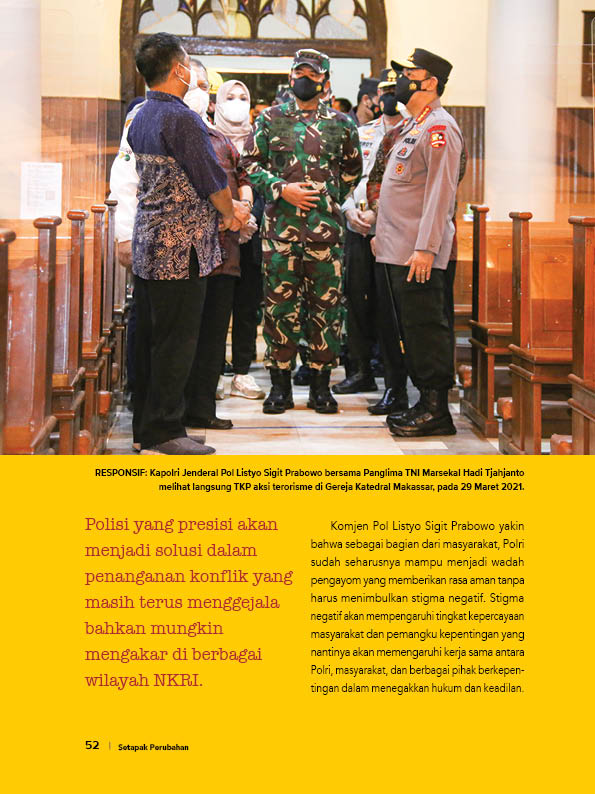 RESPONSIF: Kapolri Jenderal Pol Listyo Sigit Prabowo bersama Panglima TNI Marsekal Hadi Tjahjanto
melihat langsung TKP aksi terorisme di Gereja Katedral Makassar, pada 29 Maret 2021.
Polisi yang presisi akan
menjadi solusi dalam
penanganan konflik yang
masih terus menggejala
bahkan mungkin
mengakar di berbagai
wilayah NKRI.
Komjen Pol Listyo Sigit Prabowo yakin
bahwa sebagai bagian dari masyarakat, Polri
sudah seharusnya mampu menjadi wadah
pengayom yang memberikan rasa aman tanpa
harus menimbulkan stigma negatif. Stigma
negatif akan mempengaruhi tingkat kepercayaan
masyarakat dan pemangku kepentingan yang
nantinya akan memengaruhi kerja sama antara
Polri, masyarakat, dan berbagai pihak berkepen-
tingan dalam menegakkan hukum dan keadilan.
52 | Setapak Perubahan